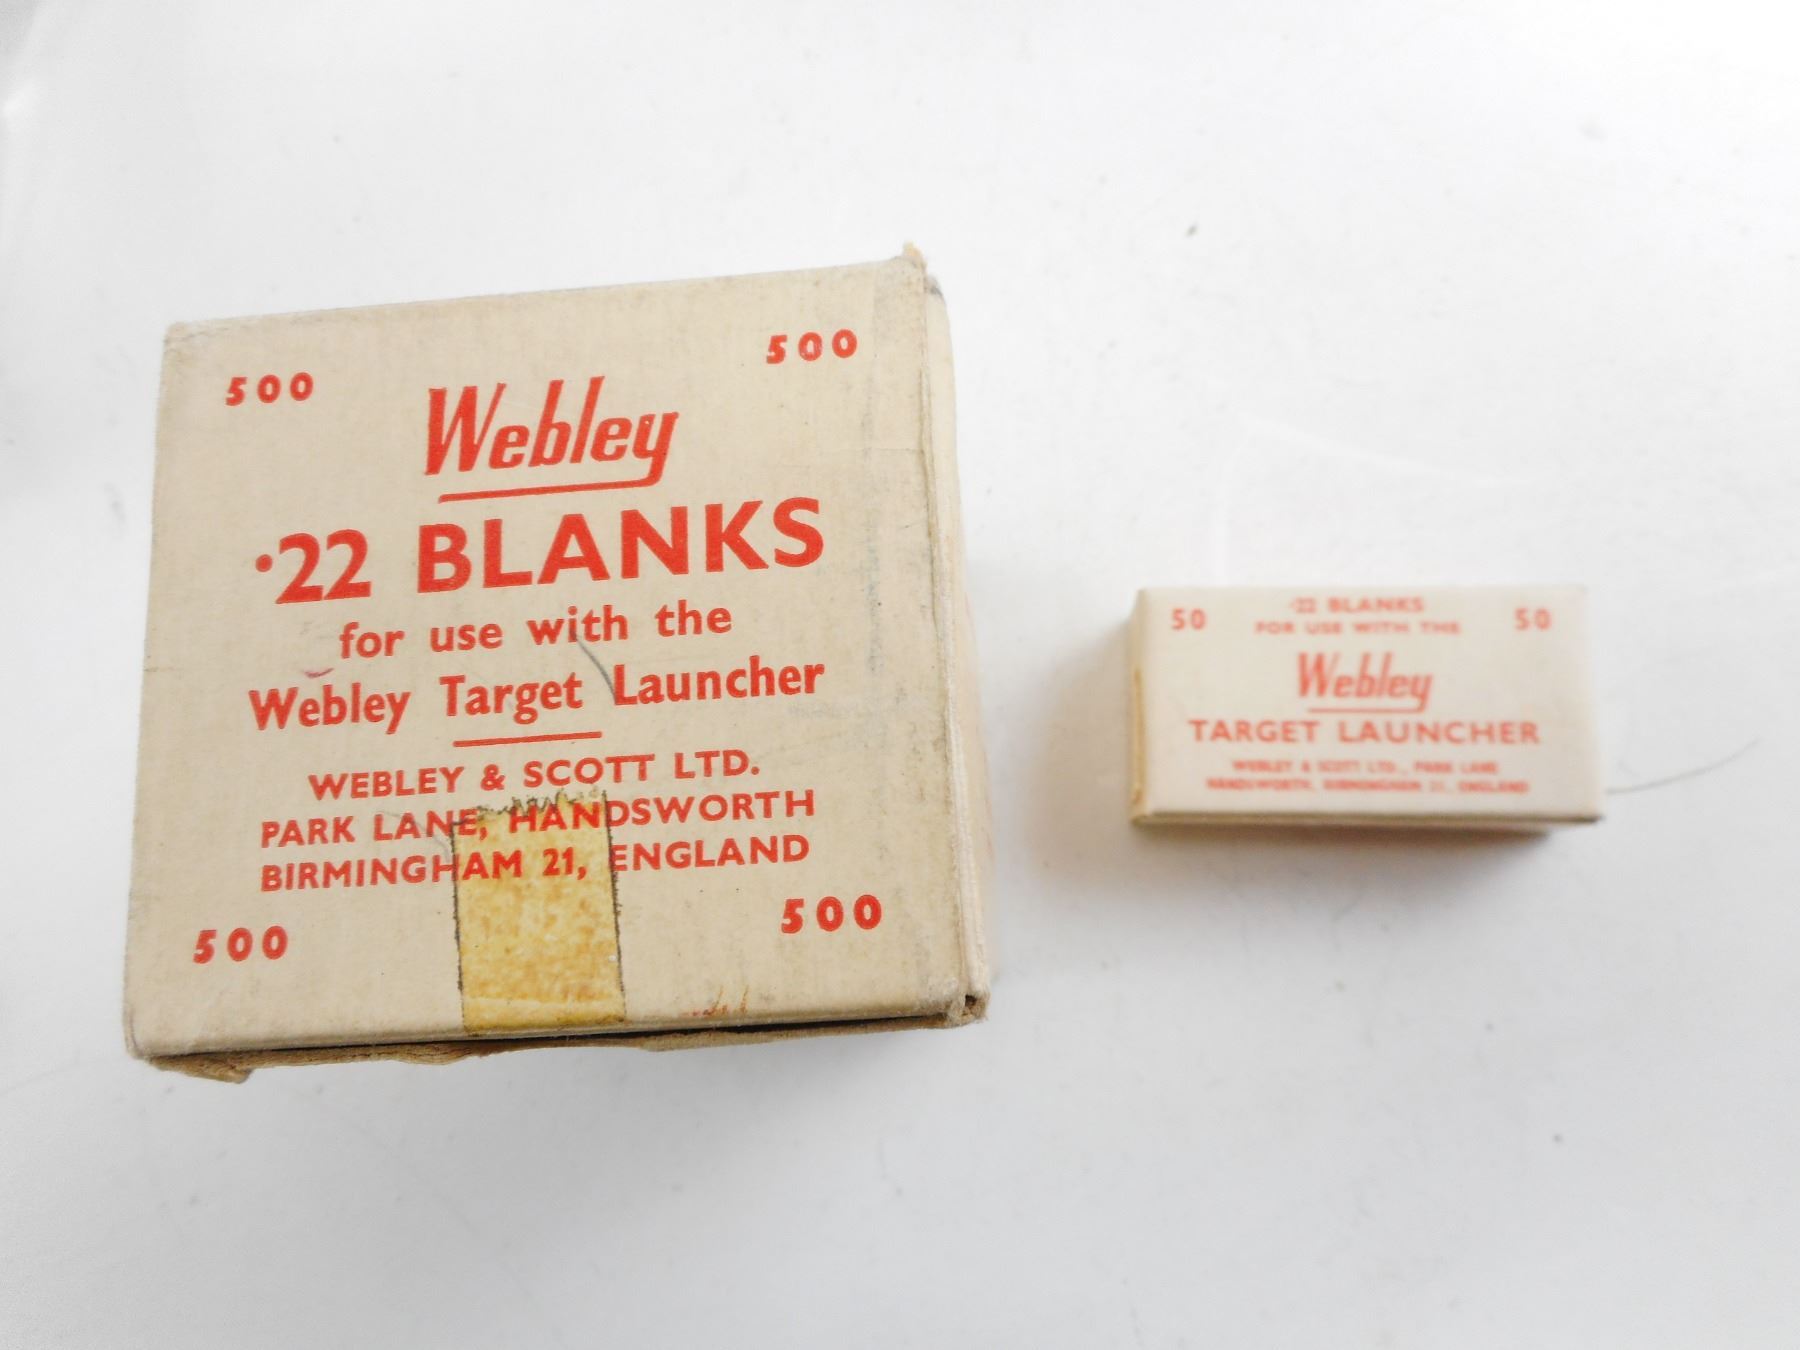 500 500
Webley
·22 BLANKS
for use with the
Webley Target Launcher
WEBLEY & SCOTT LTD.
PARK LANE, HANDSWORTH
BIRMINGHAM 21, ENGLAND
500 500
50 50
·22 BLANKS
FOR USE WITH THE
Webley
TARGET LAUNCHER
WEBLEY & SCOTT LTD., PARK LANE
HANDSWORTH, BIRMINGHAM 21, ENGLAND